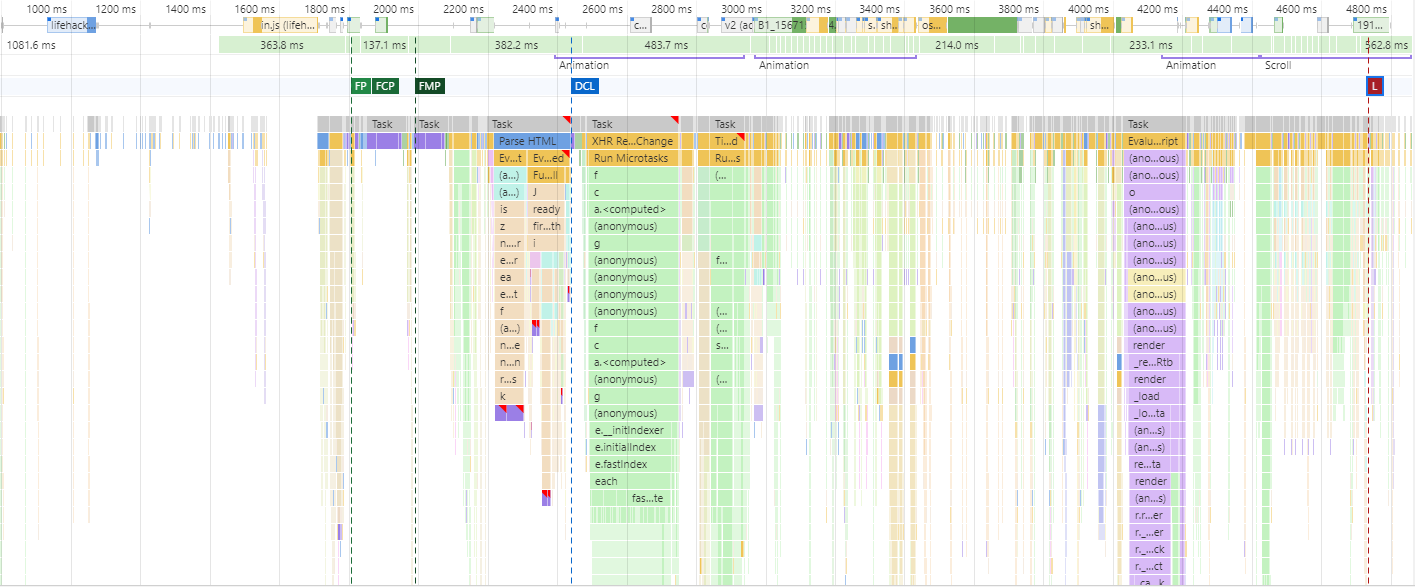 1000 ms 1200 ms 1400 ms 1600 ms 1800 ms 2000 ms 2200 ms 2400 ms 2600 ms 2800 ms 3000 ms 3200 ms 3400 ms 3600 ms 3800 ms 4000 ms 4200 ms 4400 ms 4600 ms 4800 ms
lifehack... n.js (lifeh... c... c v2 (ac B1_15671. 4. s. sh... os... sh... 191...
1081.6 ms 363.8 ms 137.1 ms 382.2 ms 483.7 ms 214.0 ms 233.1 ms 562.8 ms
Animation Animation Animation Scroll
FP FCP FMP DCL L
Task Task Task Task Task Task
Parse HTML XHR Re...Change Ti...d Evalu...ript
Ev...t Ev...ed Run Microtasks Ru...s (ano...ous)
(a...) Fu...ll f (... (ano...ous)
(a...) J c o
is ready a.<computed> (ano...ous)
z fir...th (anonymous) (ano...us)
n....r i g (ano...us)
e...r (anonymous) f... (ano...us)
ea (anonymous) (ano...us)
e...t (anonymous) (ano...us)
f (anonymous) (... (ano...us)
(a...) f (... (ano...us)
n...e c s... render
n...n a.<computed> _re...Rtb
r...s (anonymous) (... render
k g _load
(anonymous) _lo...ta
e.__initIndexer (an...s)
e.initialIndex (an...s)
e.fastIndex re...ta
each render
fas...te (an...s)
r.r...er
r._...er
r._...ck
r._...ct
_ca...k